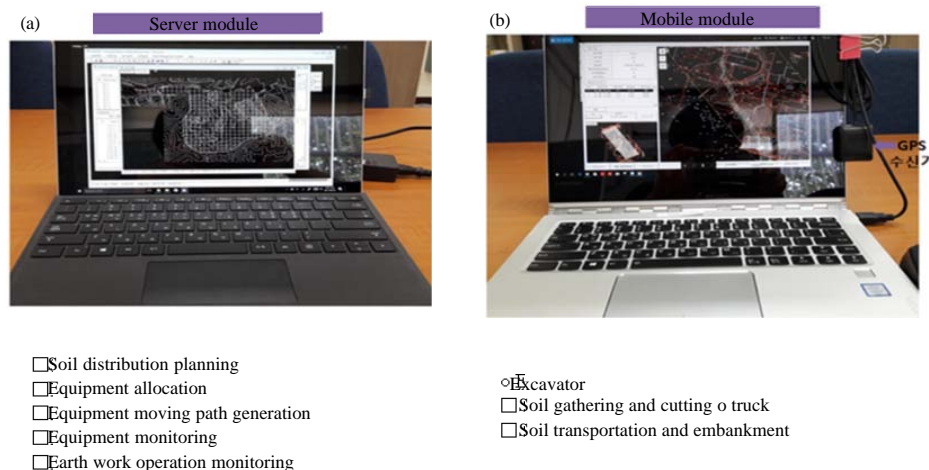 (a)
Server module
(b)
Mobile module
GPS
수신기
□Soil distribution planning
□Equipment allocation
□Equipment moving path generation
□Equipment monitoring
□Earth work operation monitoring
○Excavator
□Soil gathering and cutting o truck
□Soil transportation and embankment